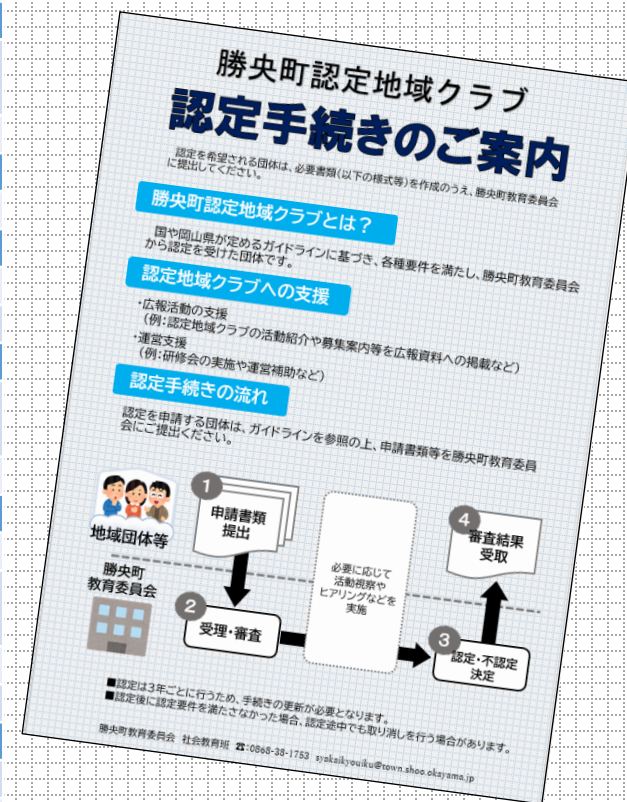 勝央町認定地域クラブ
認定手続きのご案内
認定を希望される団体は、必要書類(以下の様式等)を作成のうえ、勝央町教育委員会
に提出してください。
勝央町認定地域クラブとは？
国や岡山県が定めるガイドラインに基づき、各種要件を満たし、勝央町教育委員会
から認定を受けた団体です。
認定地域クラブへの支援
・広報活動の支援
（例：認定地域クラブの活動紹介や募集案内等を広報資料への掲載など）
・運営支援
（例：研修会の実施や運営補助など）
認定手続きの流れ
認定を申請する団体は、ガイドラインを参照の上、申請書類等を勝央町教育委員
会にご提出ください。
地域団体等
1
申請書類
提出
必要に応じて
活動視察や
ヒアリングなどを
実施
4
審査結果
受取
勝央町
教育委員会
2
受理・審査
3
認定・不認定
決定
■認定は３年ごとに行うため、手続きの更新が必要となります。
■認定後に認定要件を満たさなかった場合、認定途中でも取り消しを行う場合があります。
勝央町教育委員会 社会教育班 ☎:0868-38-1753 syakaikyouiku@town.shoo.okayama.jp